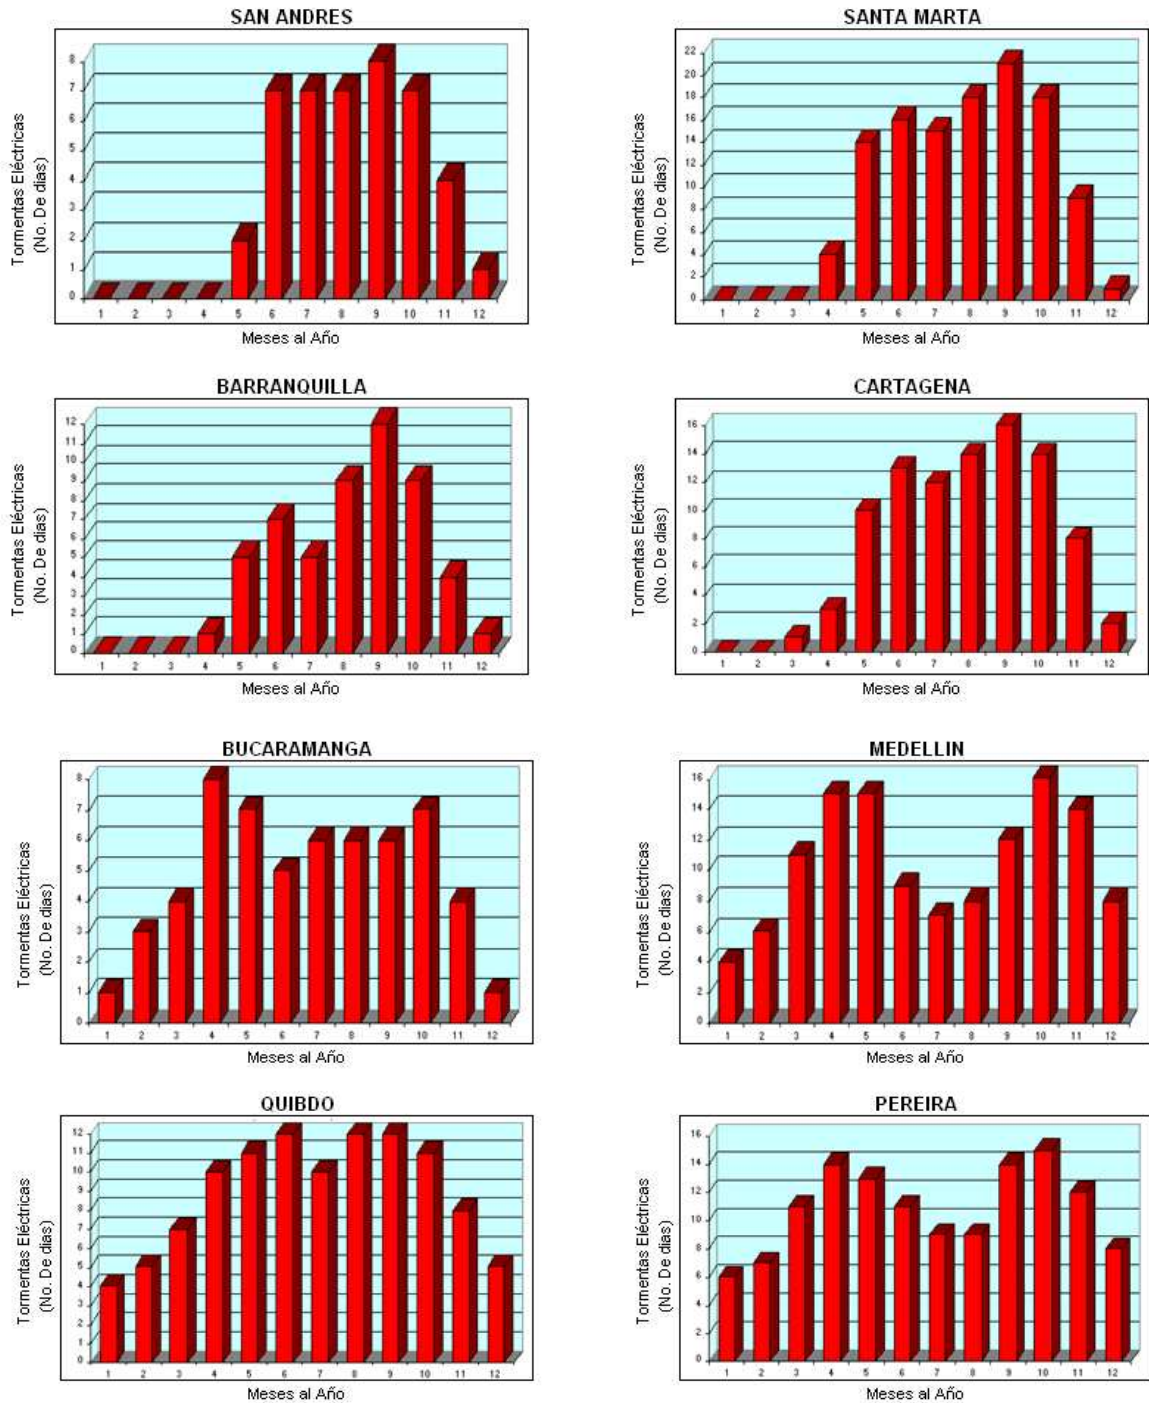 SAN ANDRES
Tormentas Eléctricas
(No. De dias)
8
7
6
5
4
3
2
1
0
1 2 3 4 5 6 7 8 9 10 11 12
Meses al Año
SANTA MARTA
Tormentas Eléctricas
(No. De dias)
22
20
18
16
14
12
10
8
6
4
2
0
1 2 3 4 5 6 7 8 9 10 11 12
Meses al Año
BARRANQUILLA
Tormentas Eléctricas
(No. De dias)
12
11
10
9
8
7
6
5
4
3
2
1
0
1 2 3 4 5 6 7 8 9 10 11 12
Meses al Año
CARTAGENA
Tormentas Eléctricas
(No. De dias)
16
14
12
10
8
6
4
2
0
1 2 3 4 5 6 7 8 9 10 11 12
Meses al Año
BUCARAMANGA
Tormentas Eléctricas
(No. De dias)
8
7
6
5
4
3
2
1
0
1 2 3 4 5 6 7 8 9 10 11 12
Meses al Año
MEDELLIN
Tormentas Eléctricas
(No. De dias)
16
14
12
10
8
6
4
2
0
1 2 3 4 5 6 7 8 9 10 11 12
Meses al Año
QUIBDO
Tormentas Eléctricas
(No. De dias)
12
11
10
9
8
7
6
5
4
3
2
1
0
1 2 3 4 5 6 7 8 9 10 11 12
Meses al Año
PEREIRA
Tormentas Eléctricas
(No. De dias)
16
14
12
10
8
6
4
2
0
1 2 3 4 5 6 7 8 9 10 11 12
Meses al Año